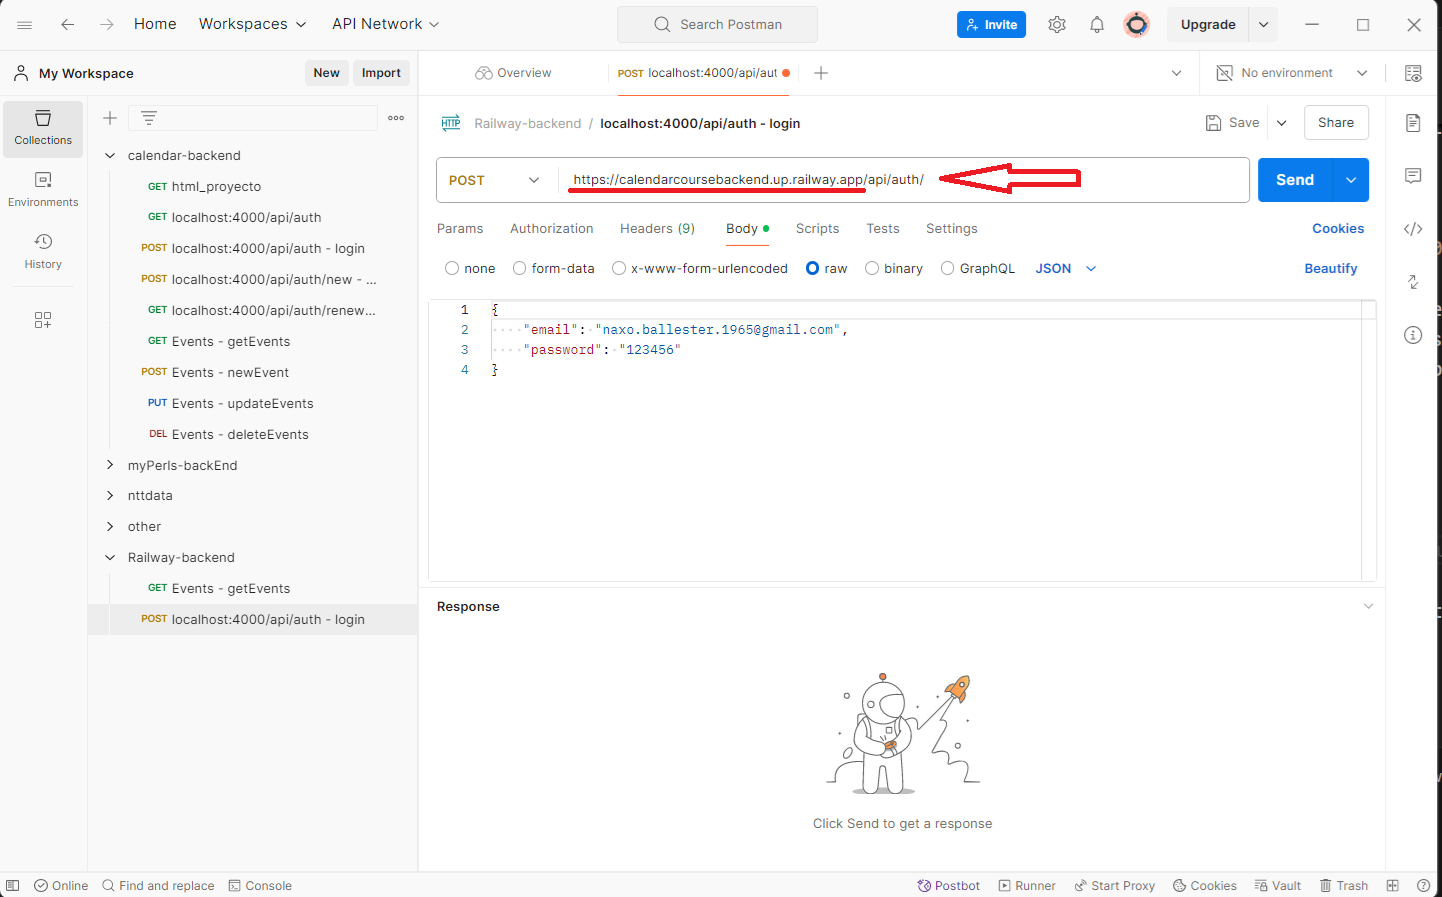 Home Workspaces API Network Search Postman Invite Upgrade
My Workspace New Import Overview POST localhost:4000/api/aut No environment
Collections
Environments
History
calendar-backend
GET html_proyecto
GET localhost:4000/api/auth
POST localhost:4000/api/auth - login
POST localhost:4000/api/auth/new - ...
GET localhost:4000/api/auth/renew...
GET Events - getEvents
POST Events - newEvent
PUT Events - updateEvents
DEL Events - deleteEvents
myPerls-backEnd
nttdata
other
Railway-backend
GET Events - getEvents
POST localhost:4000/api/auth - login
HTTP Railway-backend / localhost:4000/api/auth - login Save Share
POST https://calendarcoursebackend.up.railway.app/api/auth/ Send
Params Authorization Headers (9) Body Scripts Tests Settings Cookies
none form-data x-www-form-urlencoded raw binary GraphQL JSON Beautify
1 {
2 "email": "naxo.ballester.1965@gmail.com",
3 "password": "123456"
4 }
Response
Click Send to get a response
Online Find and replace Console Postbot Runner Start Proxy Cookies Vault Trash